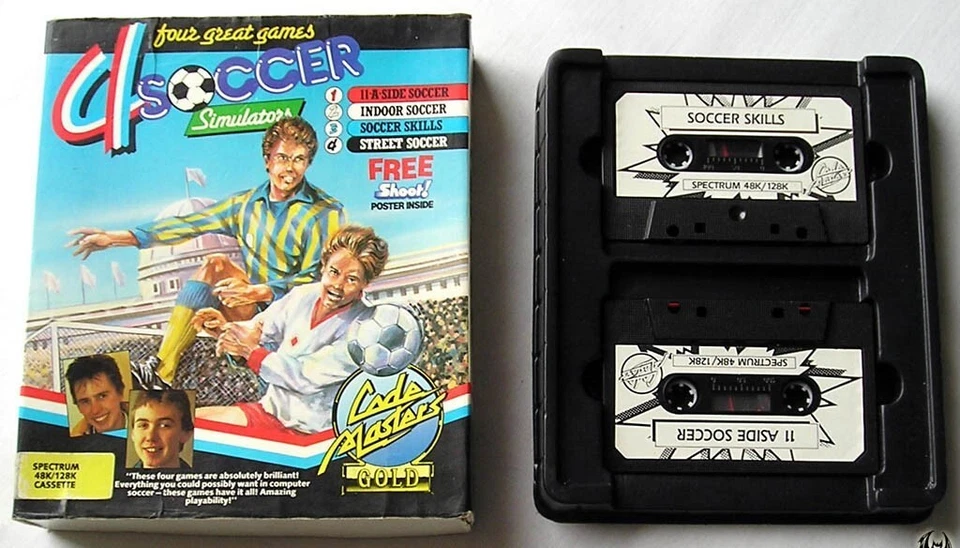 four great games
4 SOCCER
Simulators
1 11-A-SIDE SOCCER
2 INDOOR SOCCER
3 SOCCER SKILLS
4 STREET SOCCER
FREE
Shoot!
POSTER INSIDE
Code
Masters
GOLD
SPECTRUM
48K/128K
CASSETTE
"These four games are absolutely brilliant!
Everything you could possibly want in computer
soccer – these games have it all! Amazing
playability!"
SOCCER SKILLS
SPECTRUM 48K/128K
SPECTRUM 48K/128K
11 ASIDE SOCCER